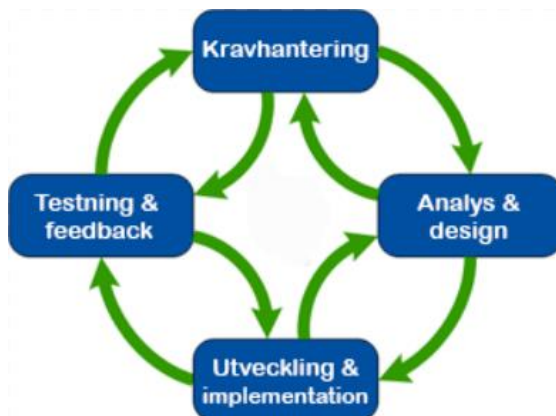 Kravhantering
Testning &
feedback
Analys &
design
Utveckling &
implementation